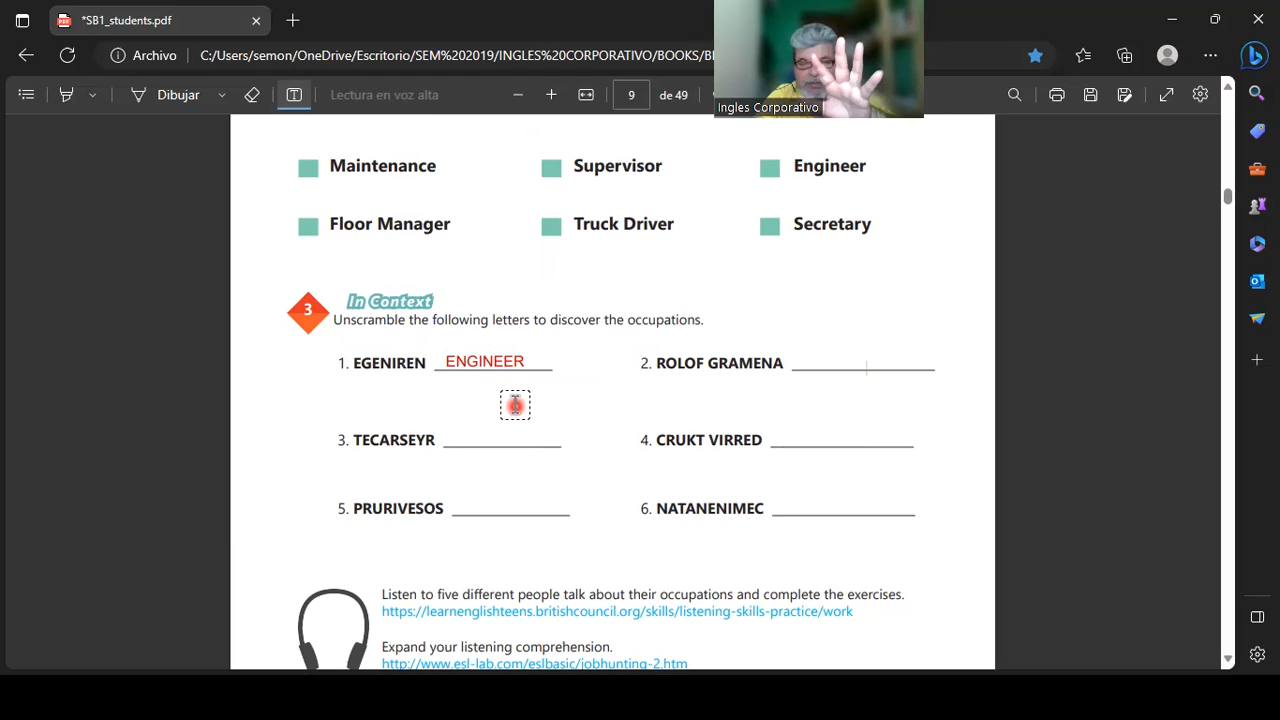 *SB1_students.pdf
Archivo C:/Users/semon/OneDrive/Escritorio/SEM%202019/INGLES%20CORPORATIVO/BOOKS/BI
Dibujar Lectura en voz alta 9 de 49
Ingles Corporativo
Maintenance Supervisor Engineer
Floor Manager Truck Driver Secretary
3 In Context
Unscramble the following letters to discover the occupations.
1. EGENIREN ENGINEER 2. ROLOF GRAMENA
3. TECARSEYR 4. CRUKT VIRRED
5. PRURIVESOS 6. NATANENIMEC
Listen to five different people talk about their occupations and complete the exercises.
https://learnenglishteens.britishcouncil.org/skills/listening-skills-practice/work
Expand your listening comprehension.
http://www.esl-lab.com/eslbasic/jobhunting-2.htm